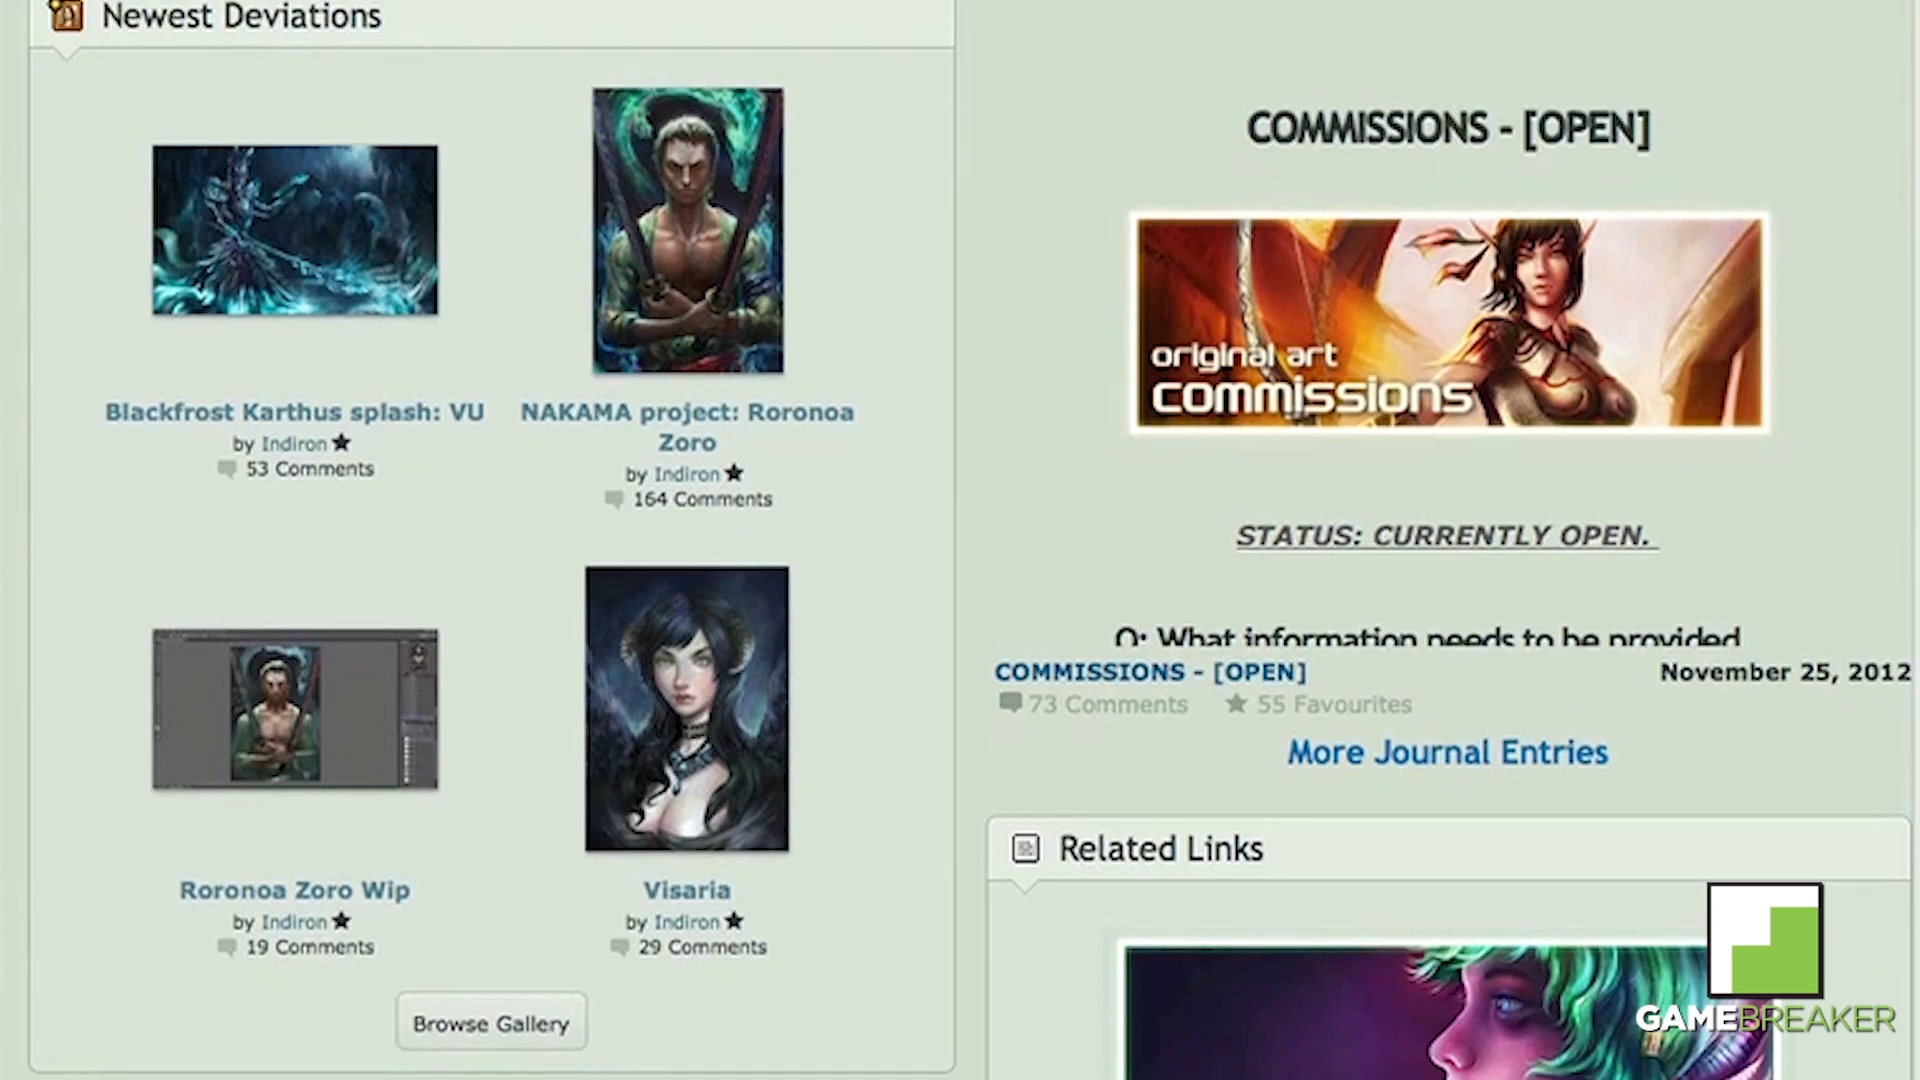 Newest Deviations
Blackfrost Karthus splash: VU
by Indiron
53 Comments
NAKAMA project: Roronoa
Zoro
by Indiron
164 Comments
Roronoa Zoro Wip
by Indiron
19 Comments
Visaria
by Indiron
29 Comments
Browse Gallery
COMMISSIONS - [OPEN]
original art
commissions
STATUS: CURRENTLY OPEN.
Q: What information needs to be provided
COMMISSIONS - [OPEN]
November 25, 2012
73 Comments
55 Favourites
More Journal Entries
Related Links
GAMEBREAKER